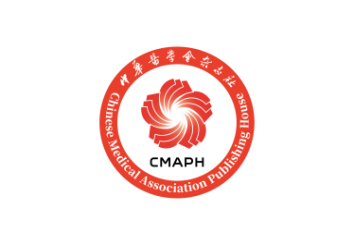 中华医学会杂志社
CMAPH
Chinese Medical Association Publishing House